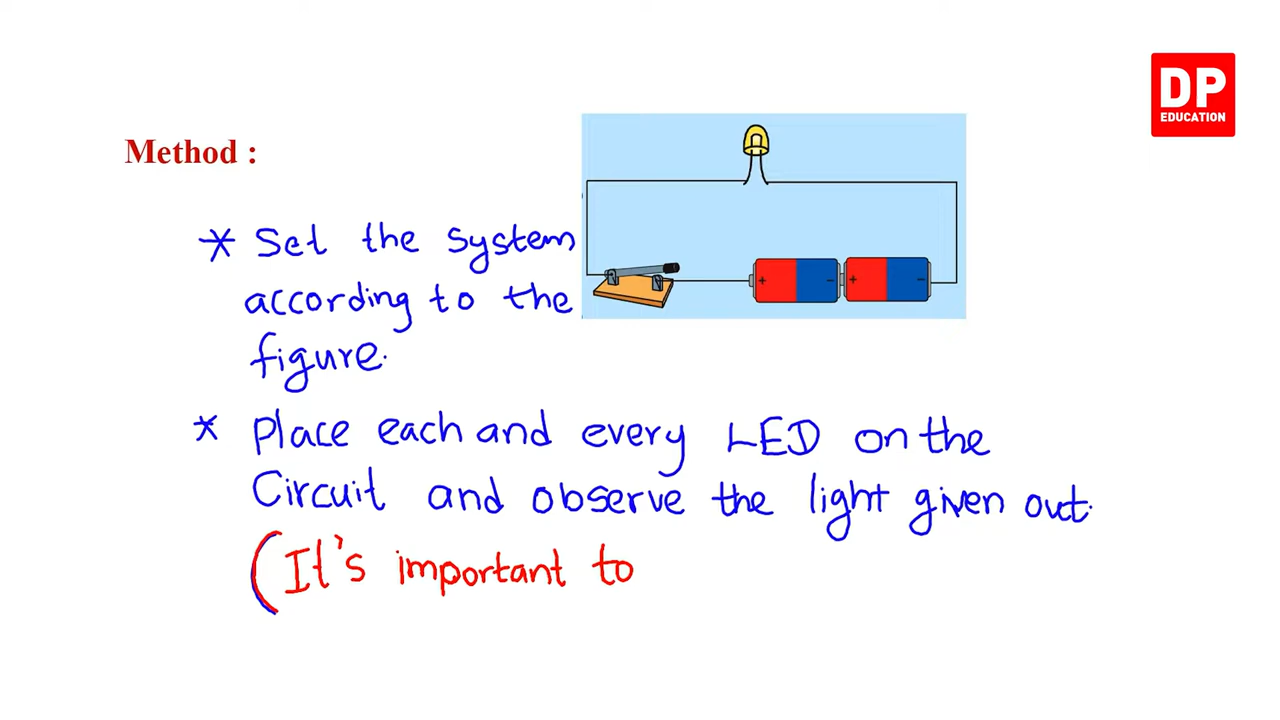 DP
EDUCATION
Method :
* Set the system
according to the
figure.
+ - + -
* Place each and every LED on the
Circuit and observe the light given out.
(It's important to